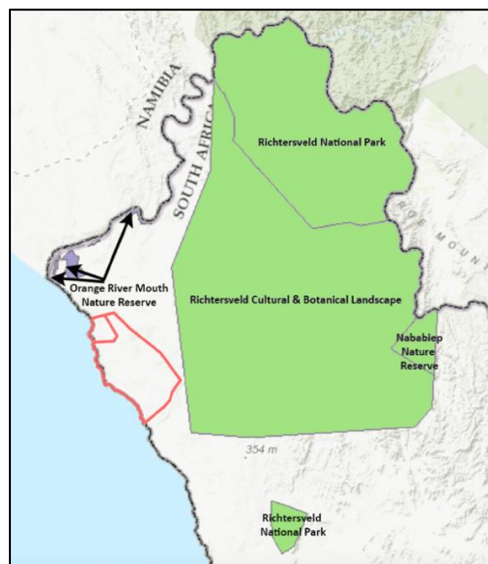 NAMIBIA
SOUTH AFRICA
Richtersveld National Park
Orange River Mouth
Nature Reserve
Richtersveld Cultural & Botanical Landscape
Nababiep
Nature
Reserve
354 m
Richtersveld
National Park